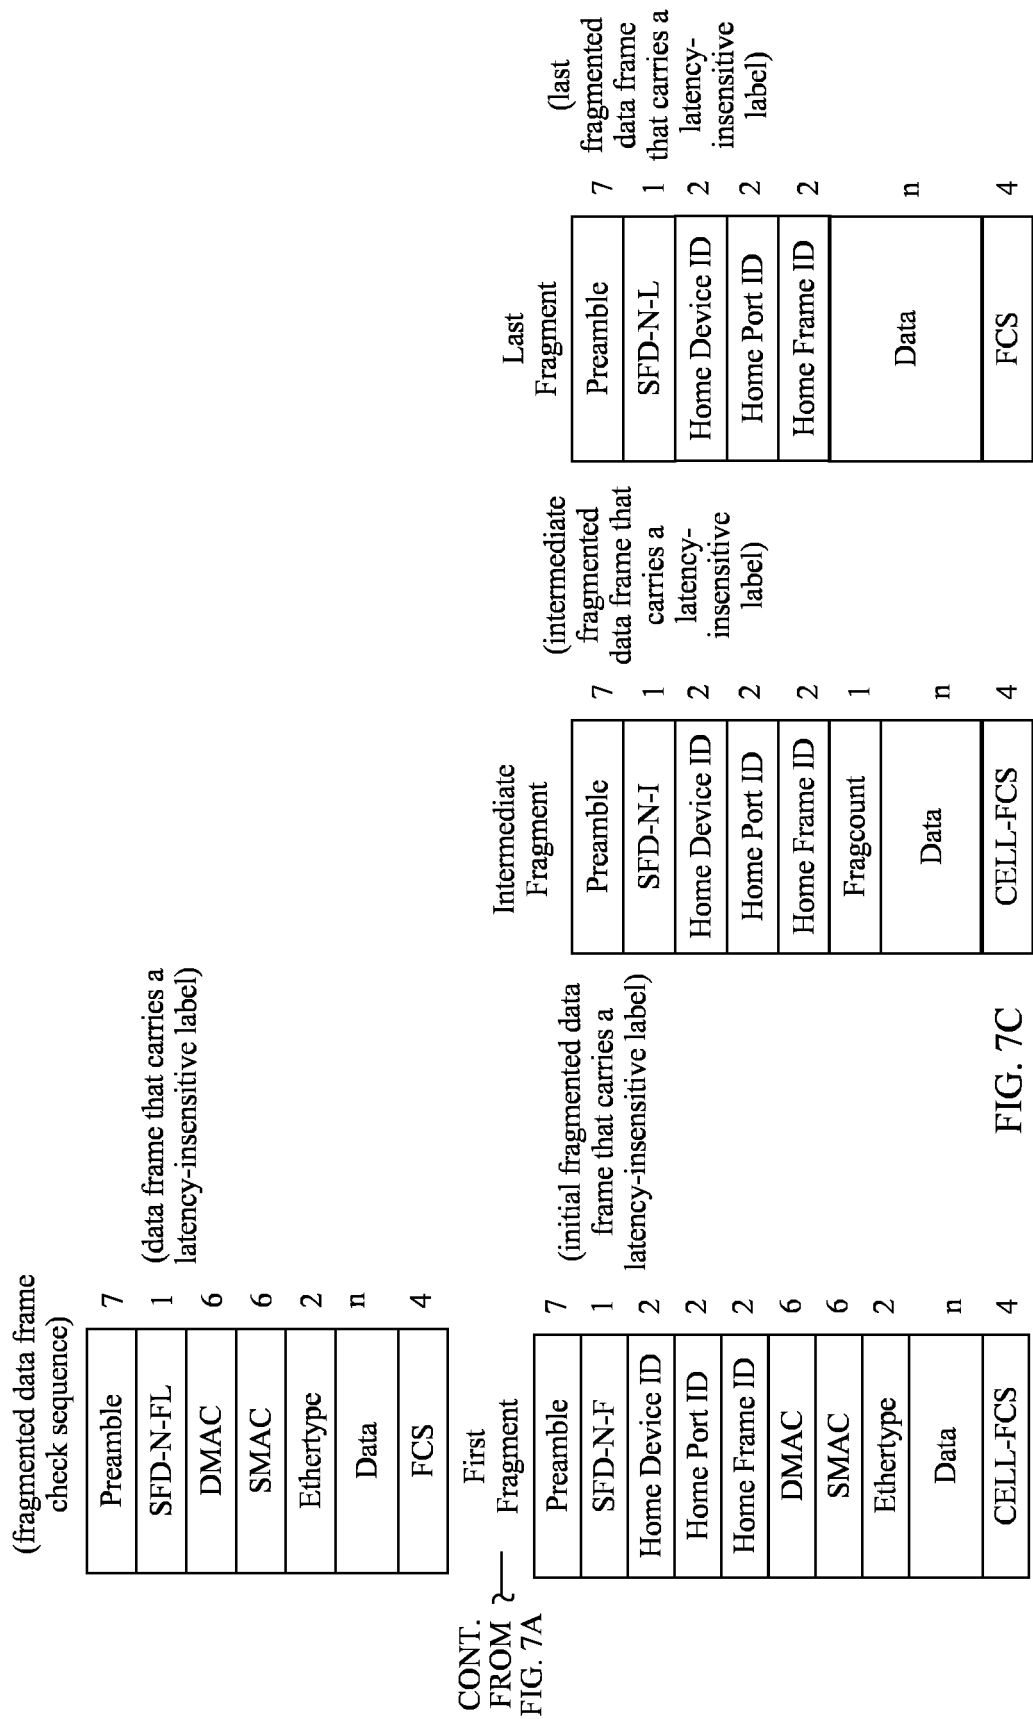 (fragmented data frame
check sequence)
Preamble 7
SFD-N-FL 1
DMAC 6
SMAC 6
Ethertype 2
Data n
FCS 4
(data frame that carries a
latency-insensitive label)
CONT.
FROM
FIG. 7A
First
Fragment
Preamble 7
SFD-N-F 1
Home Device ID 2
Home Port ID 2
Home Frame ID 2
DMAC 6
SMAC 6
Ethertype 2
Data n
CELL-FCS 4
(initial fragmented data
frame that carries a
latency-insensitive label)
Intermediate
Fragment
Preamble 7
SFD-N-I 1
Home Device ID 2
Home Port ID 2
Home Frame ID 2
Fragcount 1
Data n
CELL-FCS 4
(intermediate
fragmented
data frame that
carries a
latency-
insensitive
label)
Last
Fragment
Preamble 7
SFD-N-L 1
Home Device ID 2
Home Port ID 2
Home Frame ID 2
Data n
FCS 4
(last
fragmented
data frame
that carries a
latency-
insensitive
label)
FIG. 7C